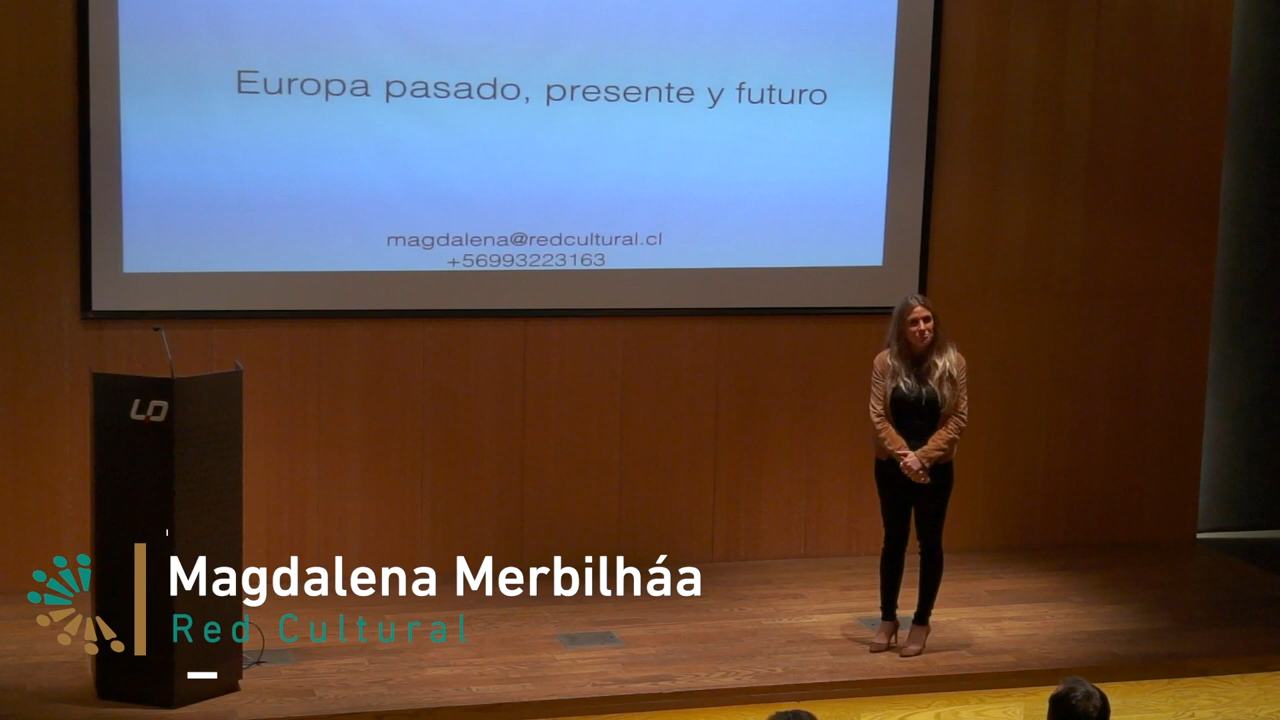 Europa pasado, presente y futuro
magdalena@redcultural.cl
+56993223163
LO
Magdalena Merbilháa
Red Cultural